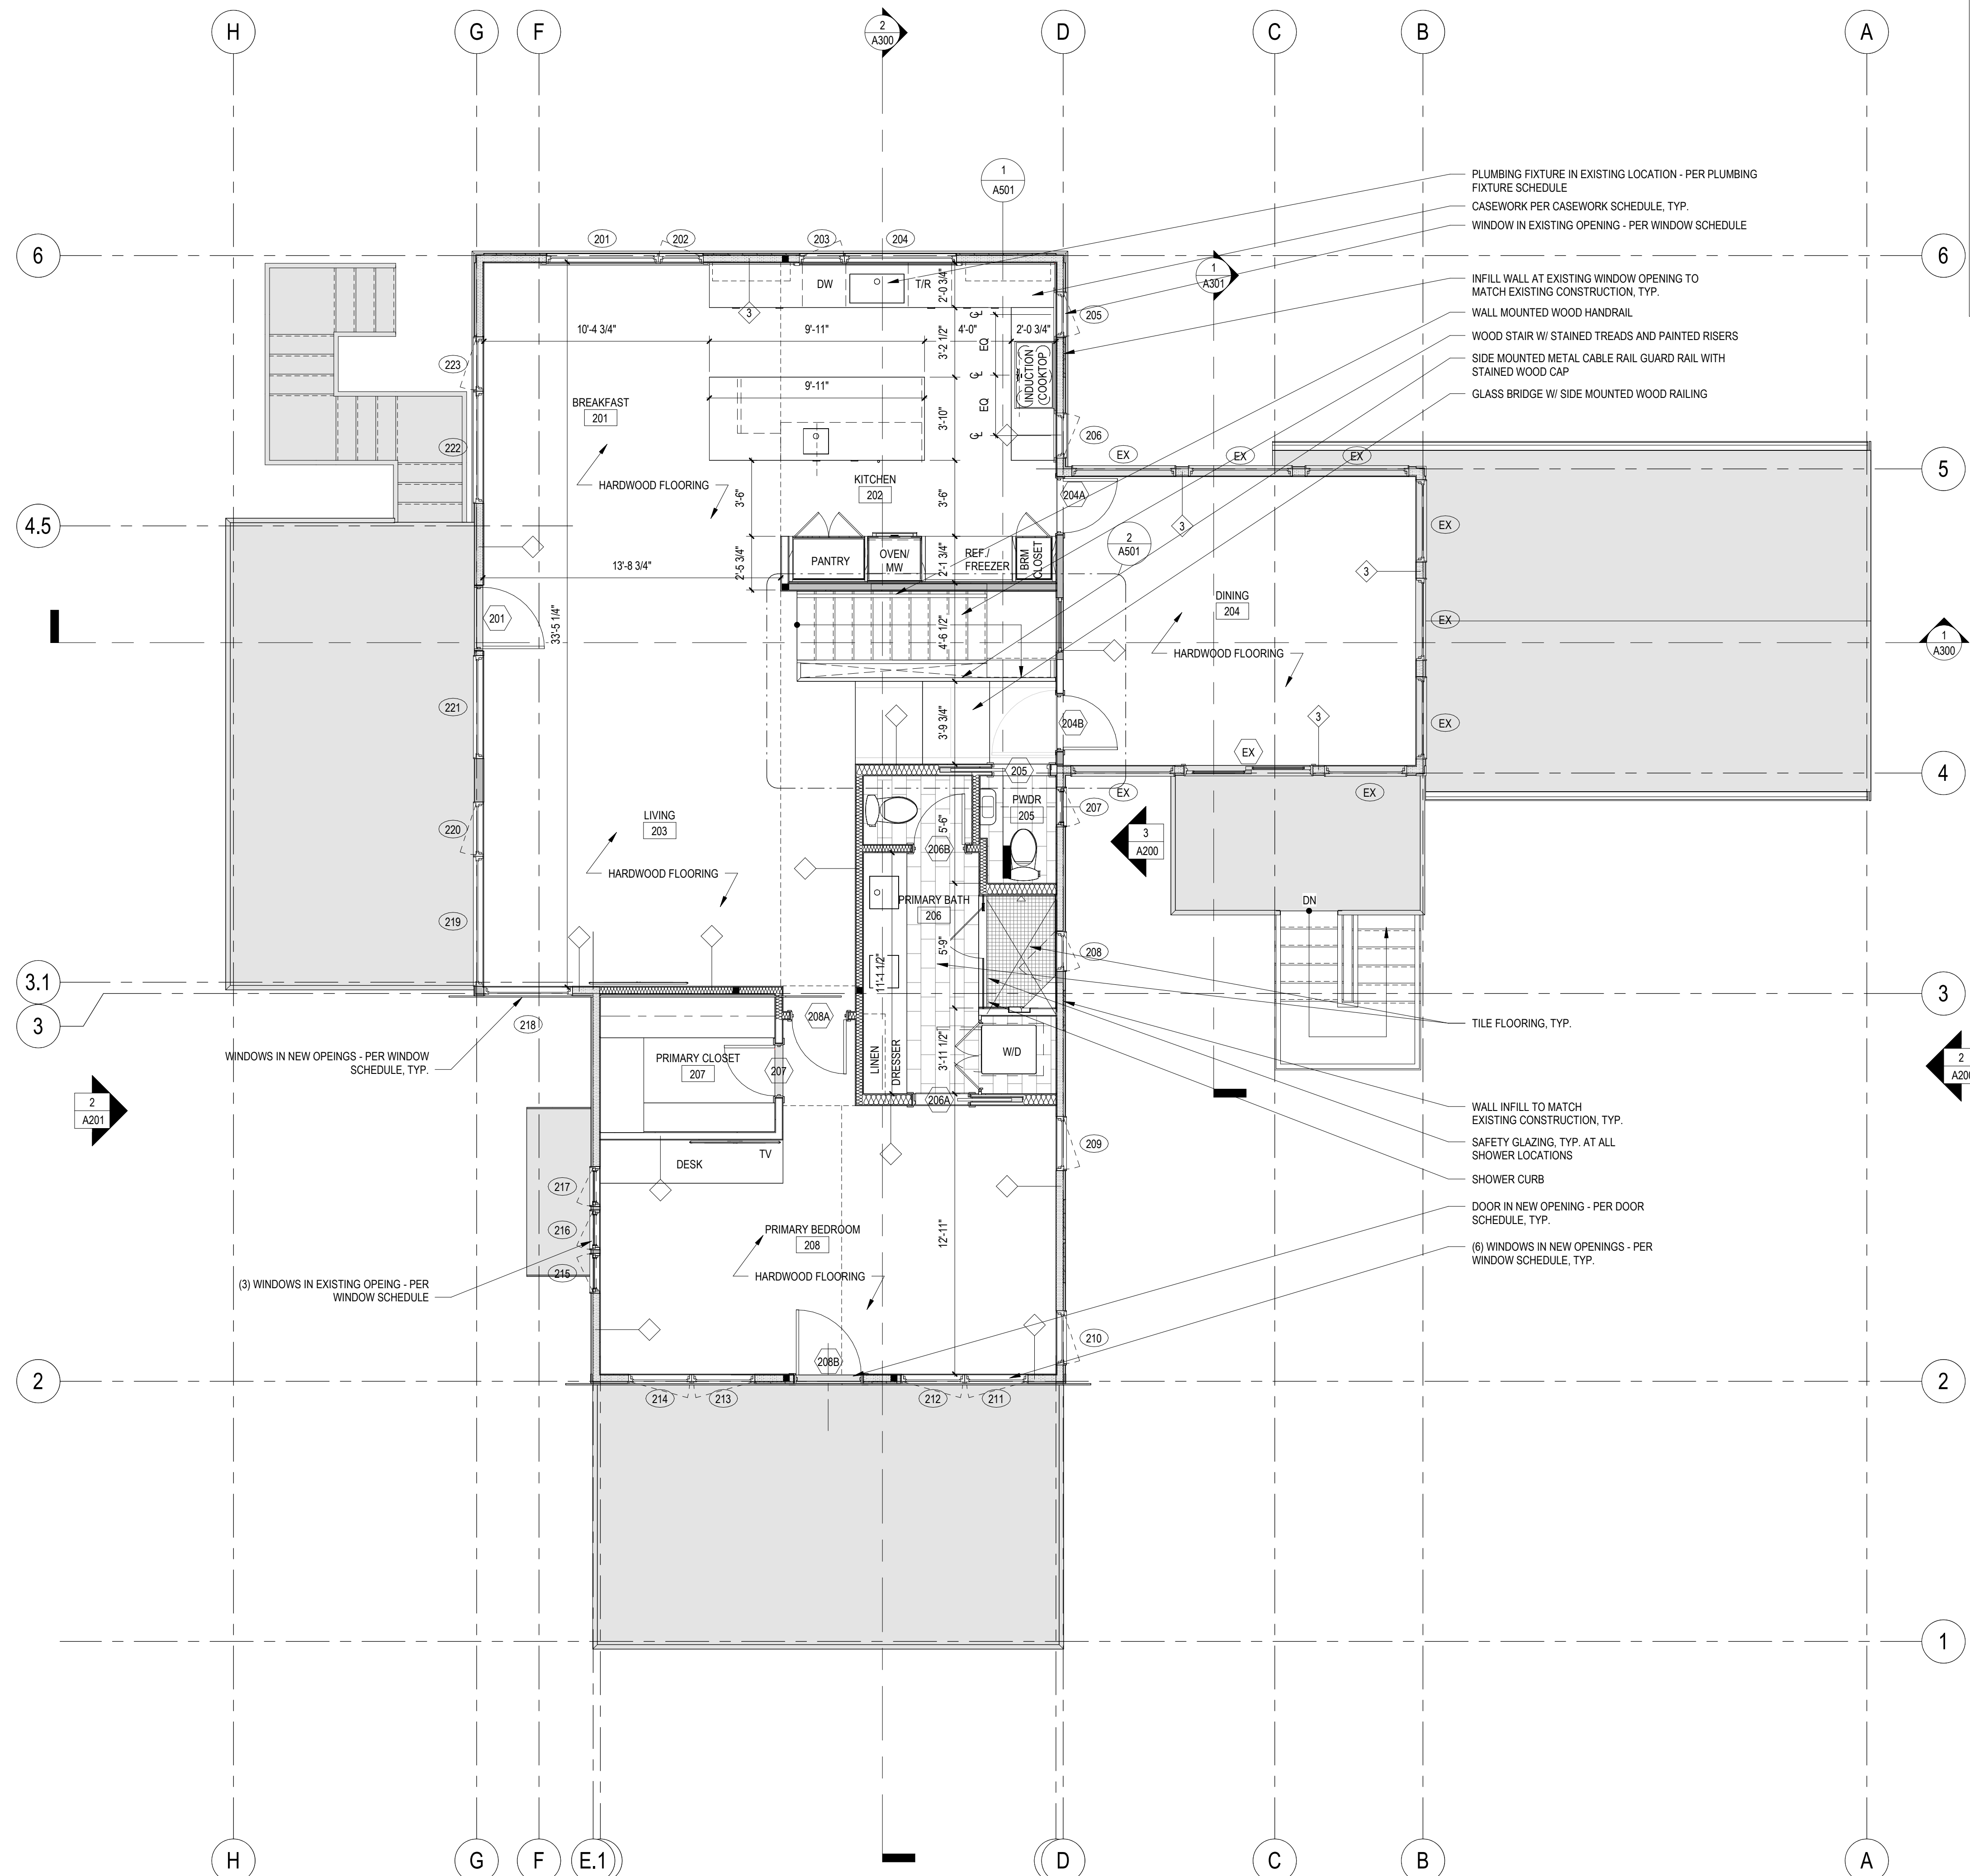 H
G
F
D
C
B
A
2
A300
1
A501
PLUMBING FIXTURE IN EXISTING LOCATION - PER PLUMBING
FIXTURE SCHEDULE
CASEWORK PER CASEWORK SCHEDULE, TYP.
WINDOW IN EXISTING OPENING - PER WINDOW SCHEDULE
INFILL WALL AT EXISTING WINDOW OPENING TO
MATCH EXISTING CONSTRUCTION, TYP.
WALL MOUNTED WOOD HANDRAIL
WOOD STAIR W/ STAINED TREADS AND PAINTED RISERS
SIDE MOUNTED METAL CABLE RAIL GUARD RAIL WITH
STAINED WOOD CAP
GLASS BRIDGE W/ SIDE MOUNTED WOOD RAILING
6
201
202
203
204
6
1
A301
DW
T/R
2'-0 3/4"
3
205
10'-4 3/4"
9'-11"
4'-0"
2'-0 3/4"
3'-2 1/2"
EQ
INDUCTION
COOKTOP
223
9'-11"
BREAKFAST
201
3'-10"
EQ
206
222
EX
EX
EX
5
HARDWOOD FLOORING
KITCHEN
202
3'-6"
3'-6"
204A
3
EX
4.5
2
A501
13'-8 3/4"
2'-5 3/4"
PANTRY
OVEN/
MW
2'-1 3/4"
REF./
FREEZER
BRM
CLOSET
3
DINING
204
201
33'-5 1/4"
4'-6 1/2"
EX
HARDWOOD FLOORING
1
A300
221
3'-9 3/4"
204B
3
EX
EX
205
4
EX
EX
PWDR
205
207
LIVING
203
220
5'-6"
206B
3
A200
HARDWOOD FLOORING
PRIMARY BATH
206
DN
219
5'-9"
208
11'-1 1/2"
3.1
3
3
218
208A
TILE FLOORING, TYP.
WINDOWS IN NEW OPEINGS - PER WINDOW
SCHEDULE, TYP.
PRIMARY CLOSET
207
207
LINEN
DRESSER
3'-11 1/2"
W/D
2
A200
2
A201
206A
WALL INFILL TO MATCH
EXISTING CONSTRUCTION, TYP.
SAFETY GLAZING, TYP. AT ALL
SHOWER LOCATIONS
SHOWER CURB
DOOR IN NEW OPENING - PER DOOR
SCHEDULE, TYP.
(6) WINDOWS IN NEW OPENINGS - PER
WINDOW SCHEDULE, TYP.
209
TV
DESK
217
216
215
PRIMARY BEDROOM
208
12'-11"
HARDWOOD FLOORING
(3) WINDOWS IN EXISTING OPEING - PER
WINDOW SCHEDULE
210
208B
2
2
214
213
212
211
1
H
G
F
E.1
D
C
B
A